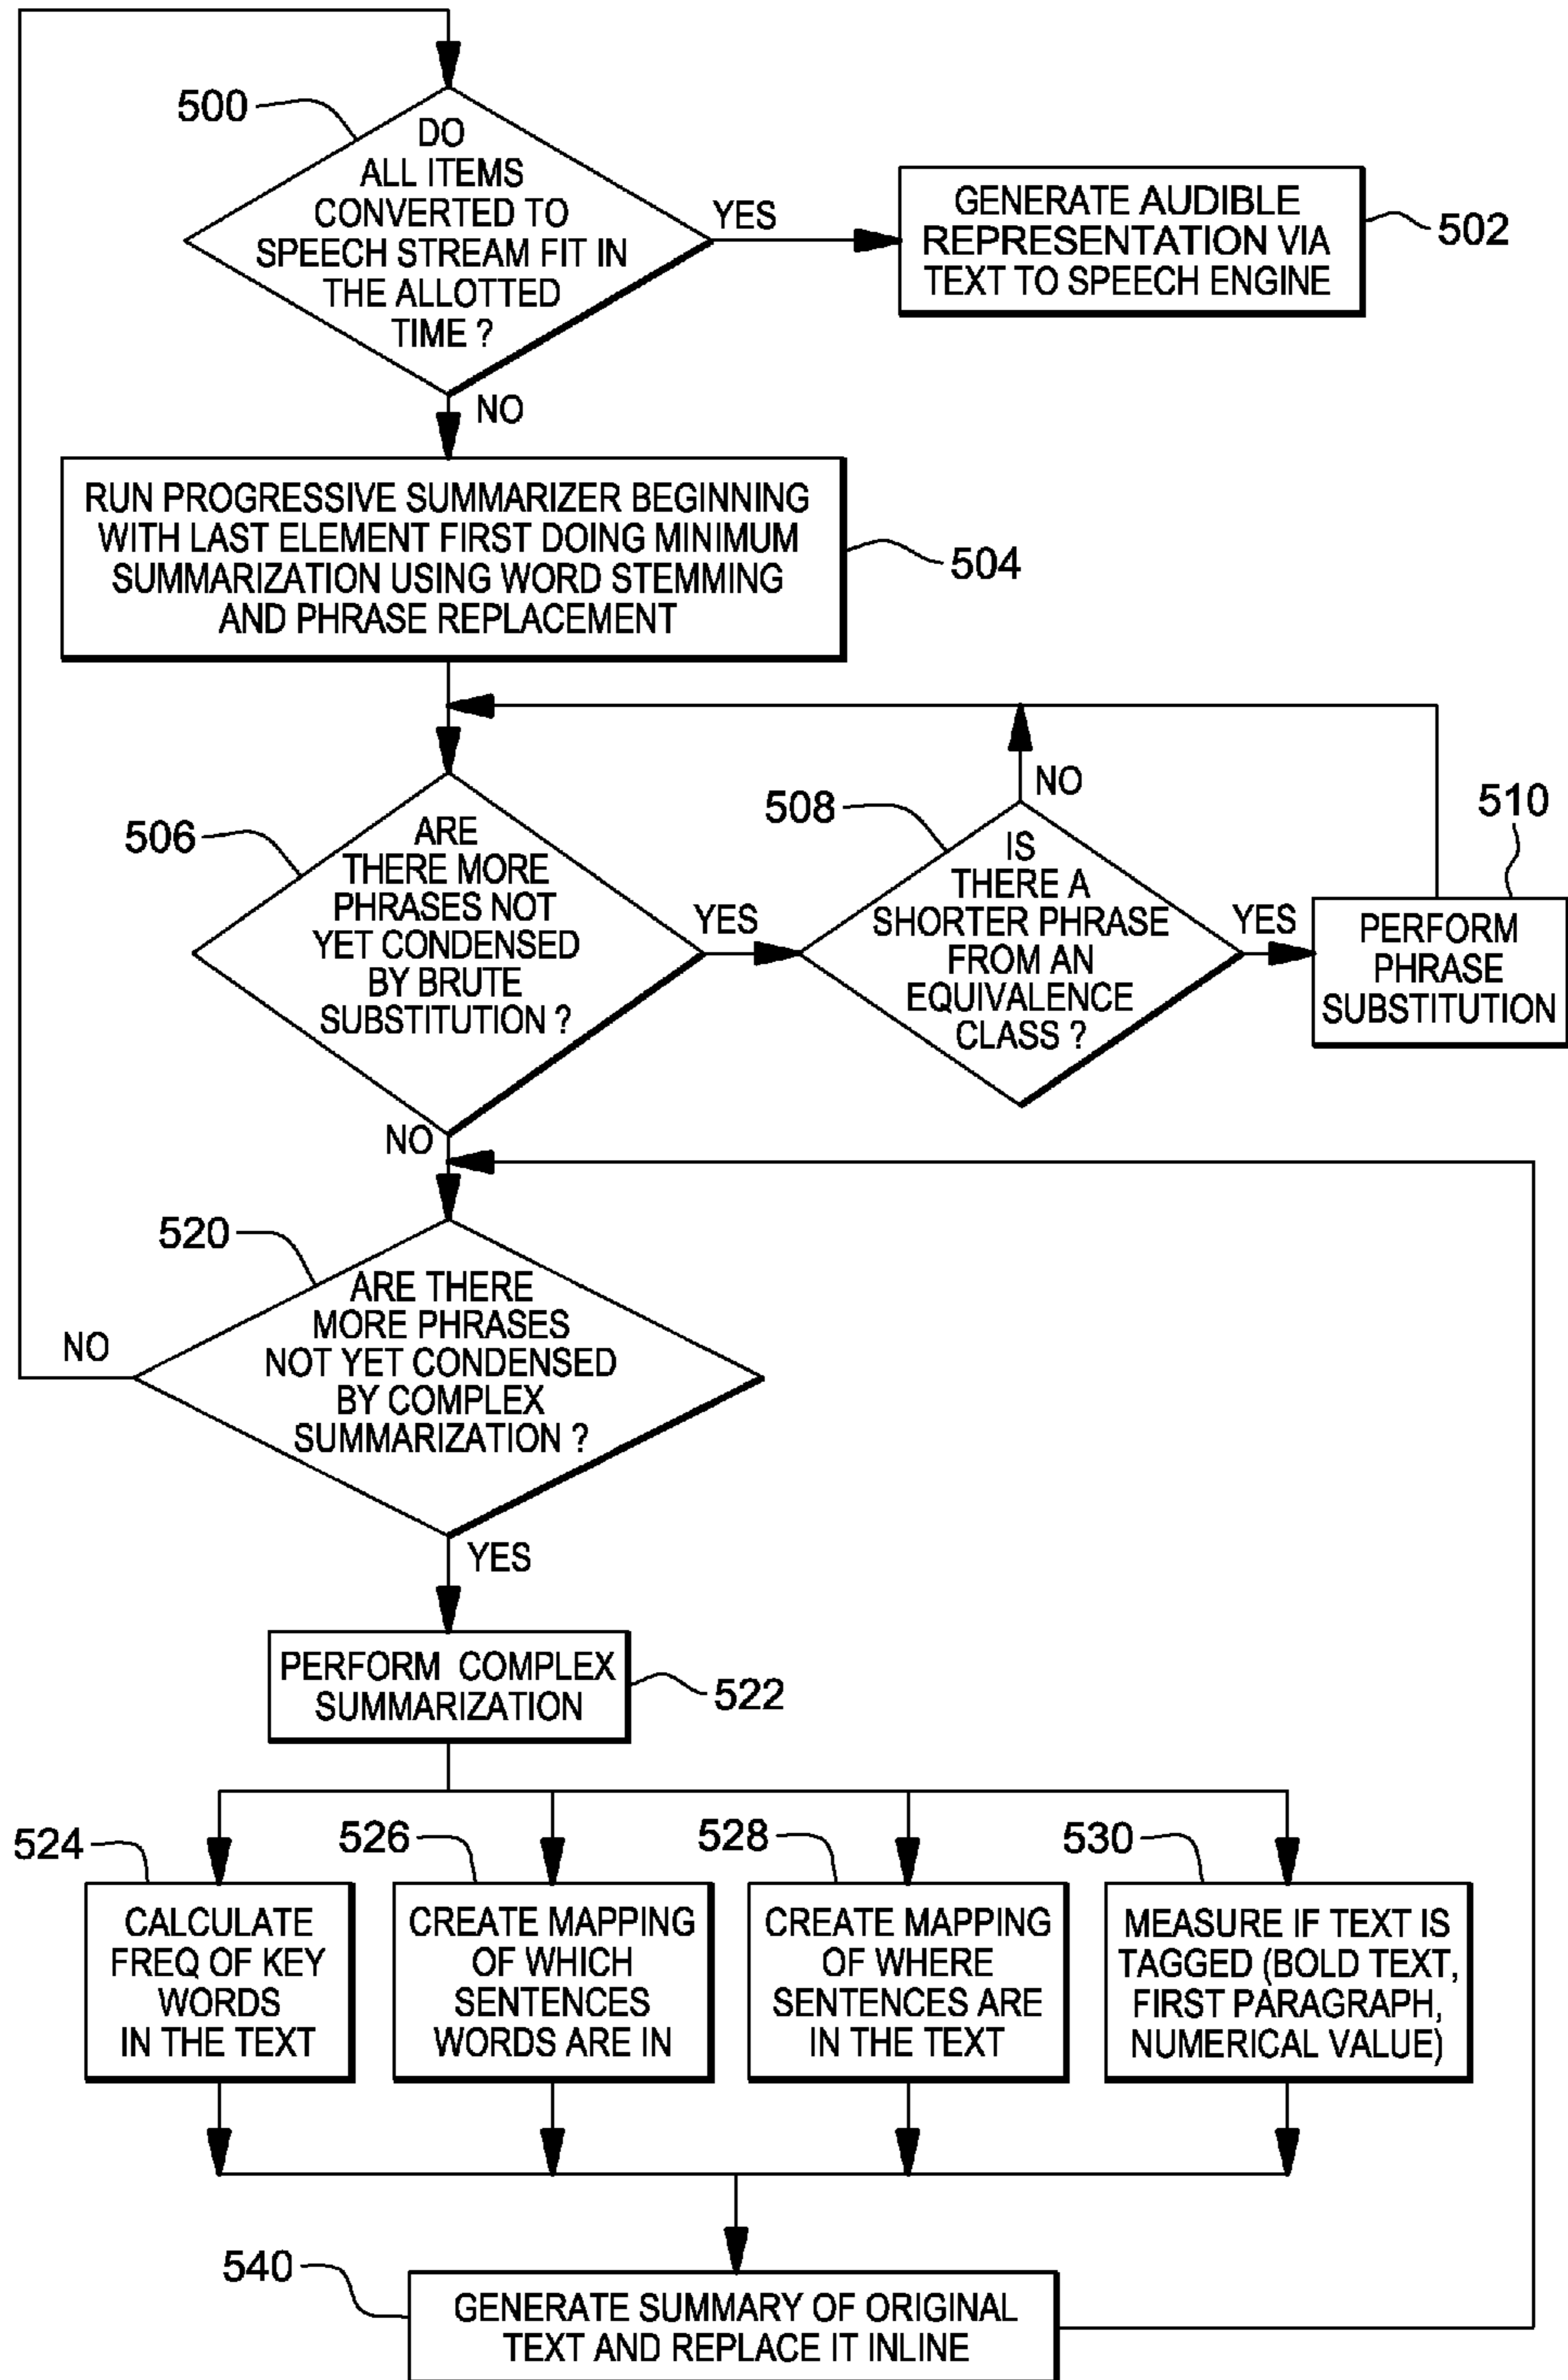 500
DO
ALL ITEMS
CONVERTED TO
SPEECH STREAM FIT IN
THE ALLOTTED
TIME ?
YES
GENERATE AUDIBLE
REPRESENTATION VIA
TEXT TO SPEECH ENGINE
502
NO
RUN PROGRESSIVE SUMMARIZER BEGINNING
WITH LAST ELEMENT FIRST DOING MINIMUM
SUMMARIZATION USING WORD STEMMING
AND PHRASE REPLACEMENT
504
506
ARE
THERE MORE
PHRASES NOT
YET CONDENSED
BY BRUTE
SUBSTITUTION ?
YES
508
NO
IS
THERE A
SHORTER PHRASE
FROM AN
EQUIVALENCE
CLASS ?
YES
510
PERFORM
PHRASE
SUBSTITUTION
NO
520
ARE THERE
MORE PHRASES
NOT YET CONDENSED
BY COMPLEX
SUMMARIZATION ?
NO
YES
PERFORM COMPLEX
SUMMARIZATION
522
524
CALCULATE
FREQ OF KEY
WORDS
IN THE TEXT
526
CREATE MAPPING
OF WHICH
SENTENCES
WORDS ARE IN
528
CREATE MAPPING
OF WHERE
SENTENCES ARE
IN THE TEXT
530
MEASURE IF TEXT IS
TAGGED (BOLD TEXT,
FIRST PARAGRAPH,
NUMERICAL VALUE)
540
GENERATE SUMMARY OF ORIGINAL
TEXT AND REPLACE IT INLINE